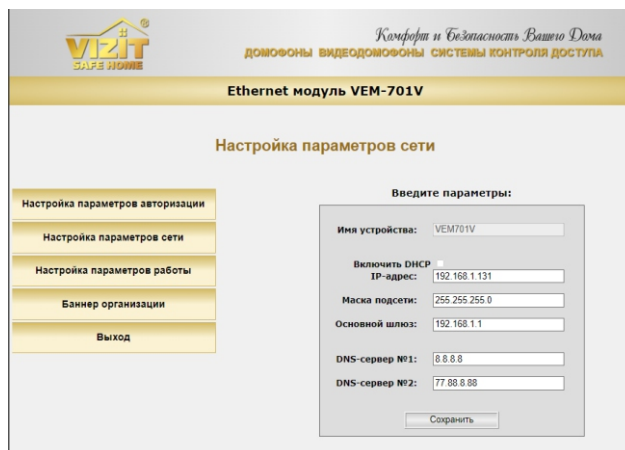 VIZIT
SAFE HOME
®
Комфорт и Безопасность Вашего Дома
ДОМОФОНЫ ВИДЕОДОМОФОНЫ СИСТЕМЫ КОНТРОЛЯ ДОСТУПА
Ethernet модуль VEM-701V
Настройка параметров сети
Настройка параметров авторизации
Настройка параметров сети
Настройка параметров работы
Баннер организации
Выход
Введите параметры:
Имя устройства: VEM701V
Включить DHCP
IP-адрес: 192.168.1.131
Маска подсети: 255.255.255.0
Основной шлюз: 192.168.1.1
DNS-сервер №1: 8.8.8.8
DNS-сервер №2: 77.88.8.88
Сохранить